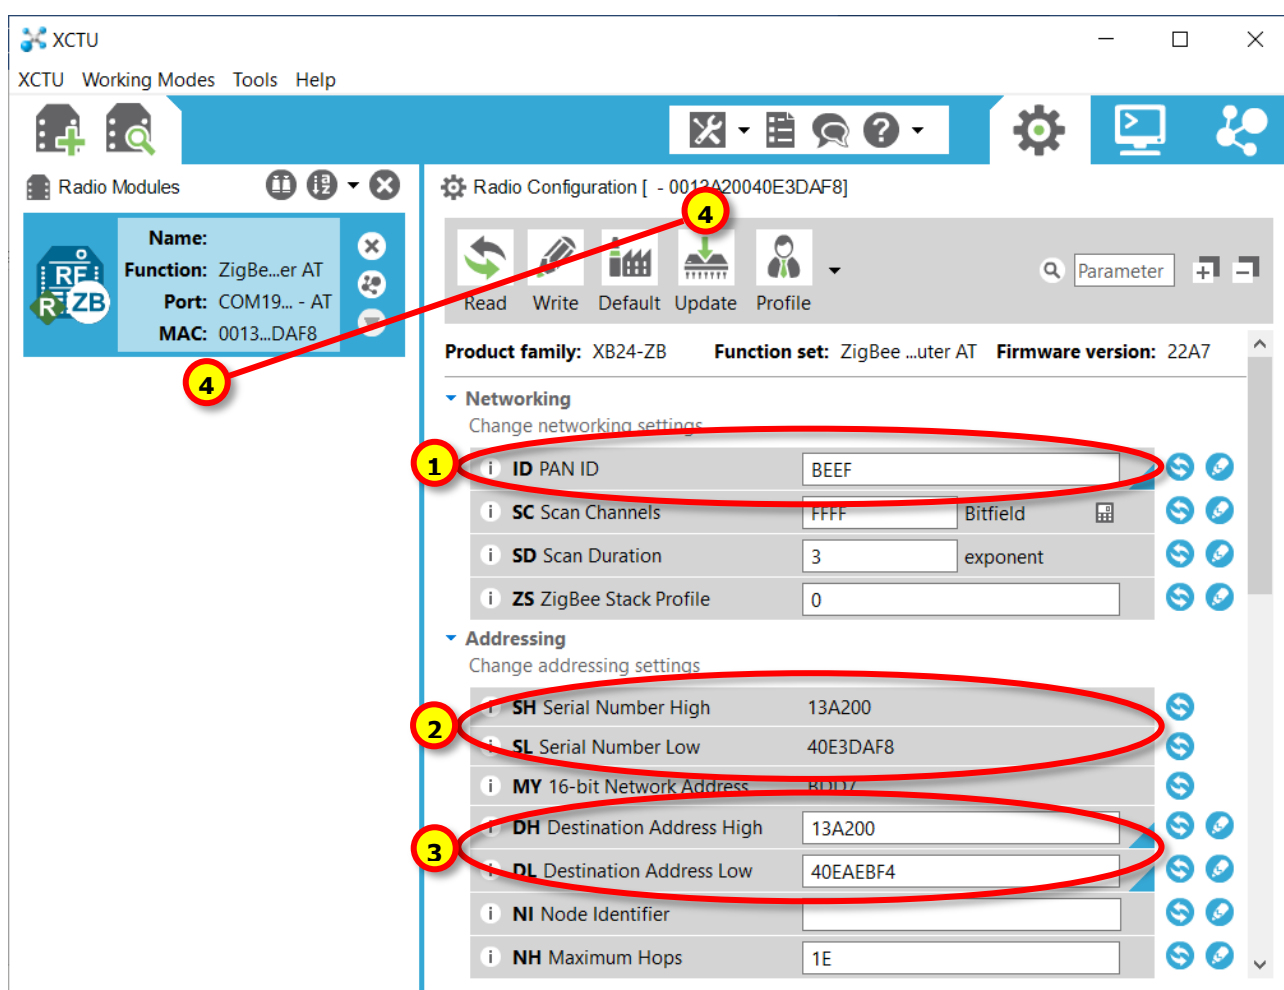 XCTU
XCTU Working Modes Tools Help
Radio Modules
Radio Configuration [ - 0013A20040E3DAF8]
4
Name:
Function: ZigBe...er AT
Port: COM19... - AT
MAC: 0013...DAF8
RF
R ZB
4
Read Write Default Update Profile
Parameter
Product family: XB24-ZB Function set: ZigBee ...uter AT Firmware version: 22A7
Networking
Change networking settings
1
ID PAN ID BEEF
SC Scan Channels FFFF Bitfield
SD Scan Duration 3 exponent
ZS ZigBee Stack Profile 0
Addressing
Change addressing settings
2
SH Serial Number High 13A200
SL Serial Number Low 40E3DAF8
MY 16-bit Network Address BDD7
3
DH Destination Address High 13A200
DL Destination Address Low 40EAEBF4
NI Node Identifier
NH Maximum Hops 1E